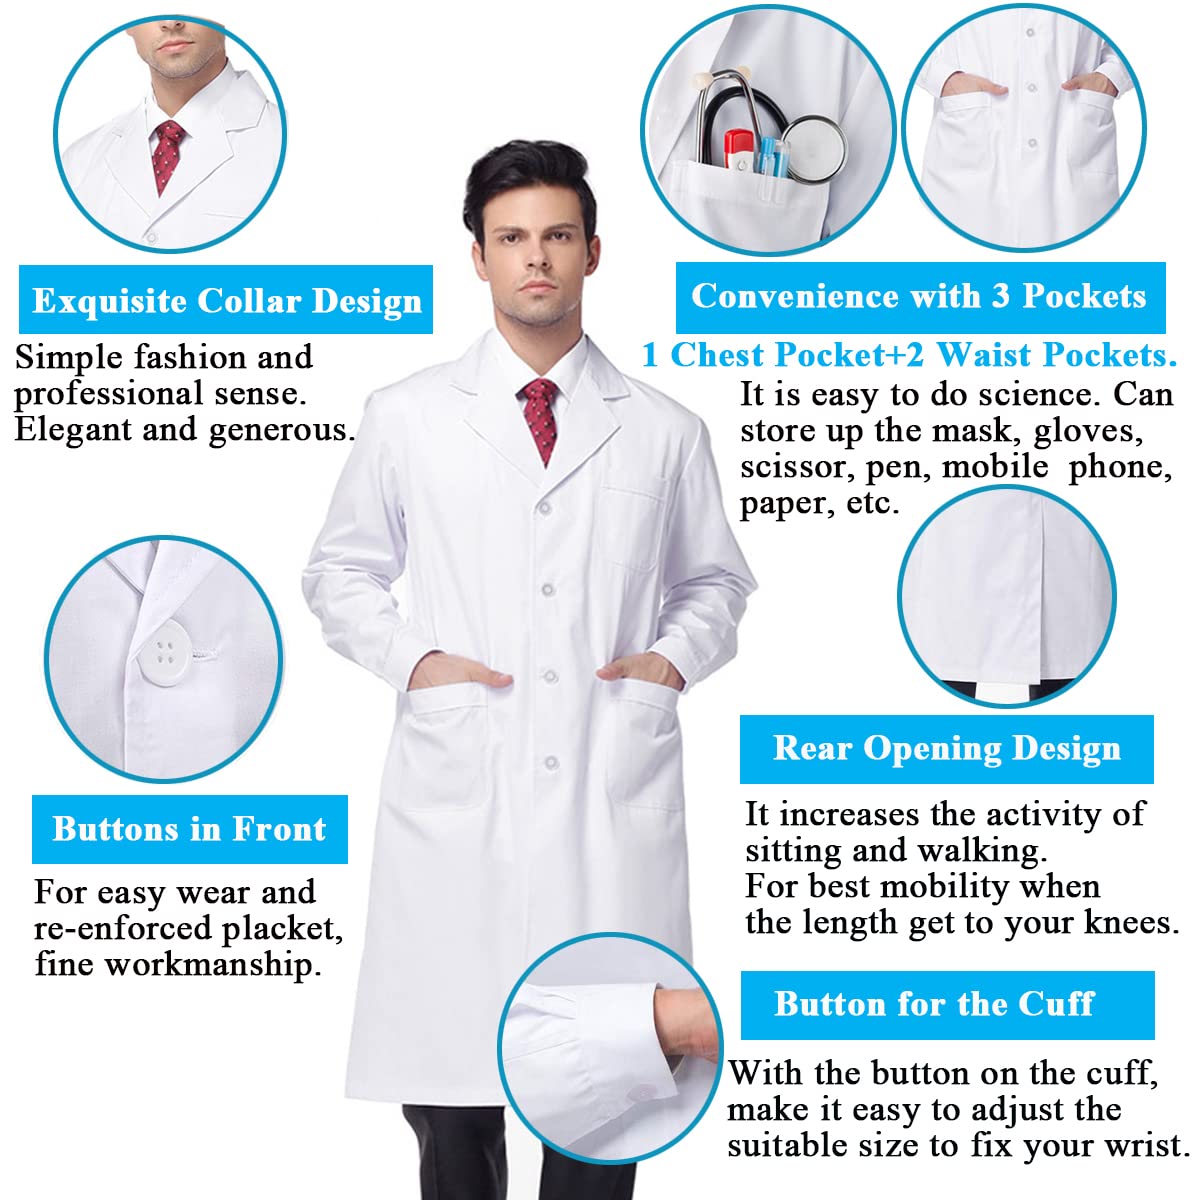 Exquisite Collar Design
Simple fashion and
professional sense.
Elegant and generous.
Convenience with 3 Pockets
1 Chest Pocket+2 Waist Pockets.
It is easy to do science. Can
store up the mask, gloves,
scissor, pen, mobile phone,
paper, etc.
Buttons in Front
For easy wear and
re-enforced placket,
fine workmanship.
Rear Opening Design
It increases the activity of
sitting and walking.
For best mobility when
the length get to your knees.
Button for the Cuff
With the button on the cuff,
make it easy to adjust the
suitable size to fix your wrist.